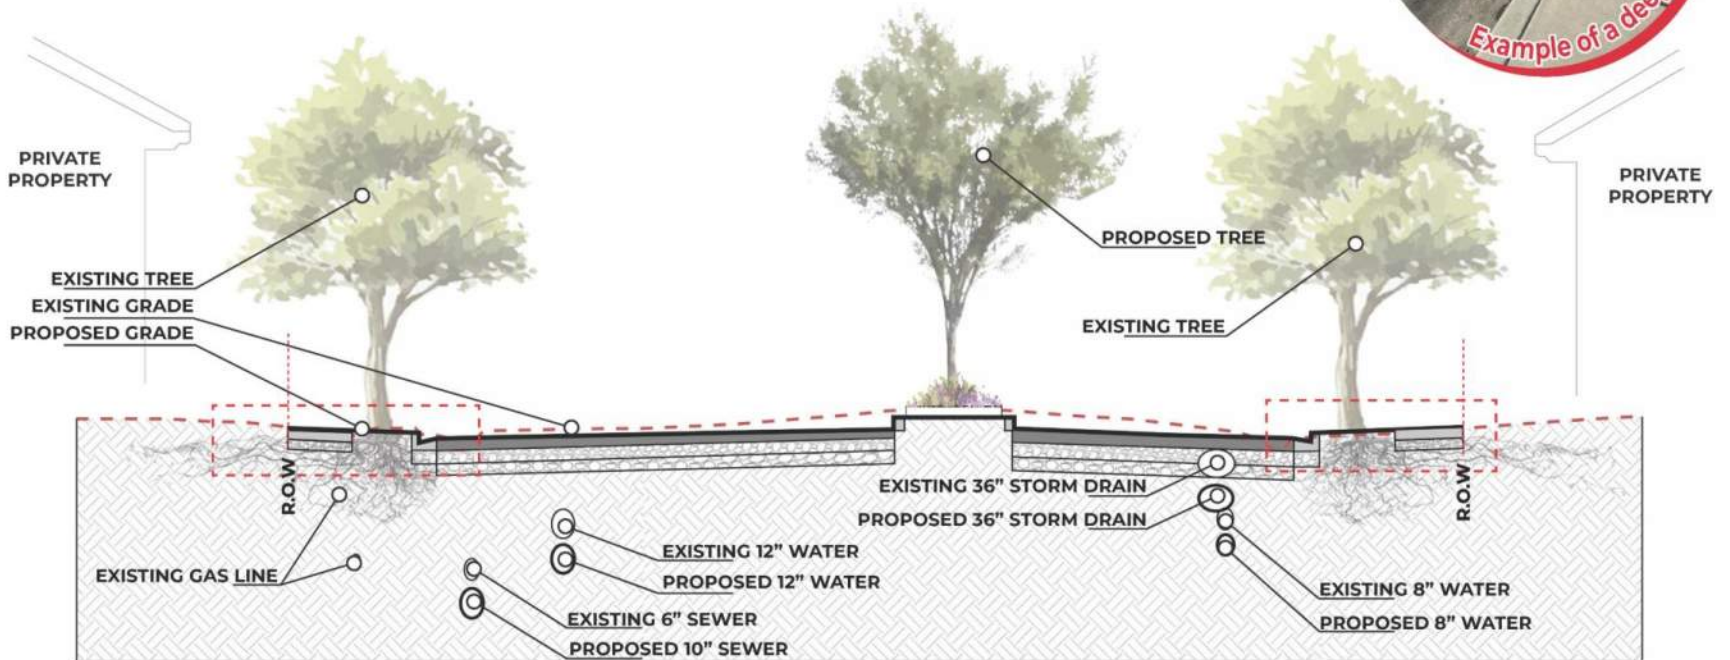 Example of a
PRIVATE
PROPERTY
PRIVATE
PROPERTY
PROPOSED TREE
EXISTING TREE
EXISTING GRADE
PROPOSED GRADE
EXISTING TREE
R.O.W
R.O.W
EXISTING 36” STORM DRAIN
PROPOSED 36” STORM DRAIN
EXISTING 12” WATER
PROPOSED 12” WATER
EXISTING GAS LINE
EXISTING 8” WATER
PROPOSED 8” WATER
EXISTING 6” SEWER
PROPOSED 10” SEWER